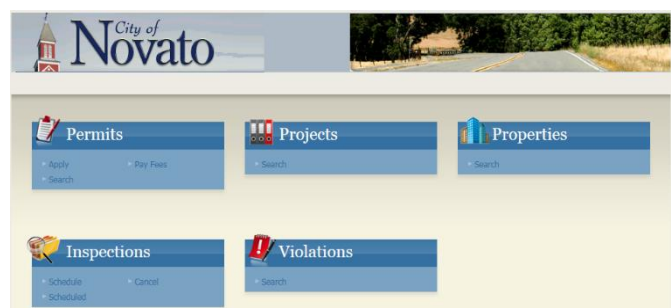 City of
Novato
Permits
Apply Pay Fees
Search
Projects
Search
Properties
Search
Inspections
Schedule Cancel
Scheduled
Violations
Search